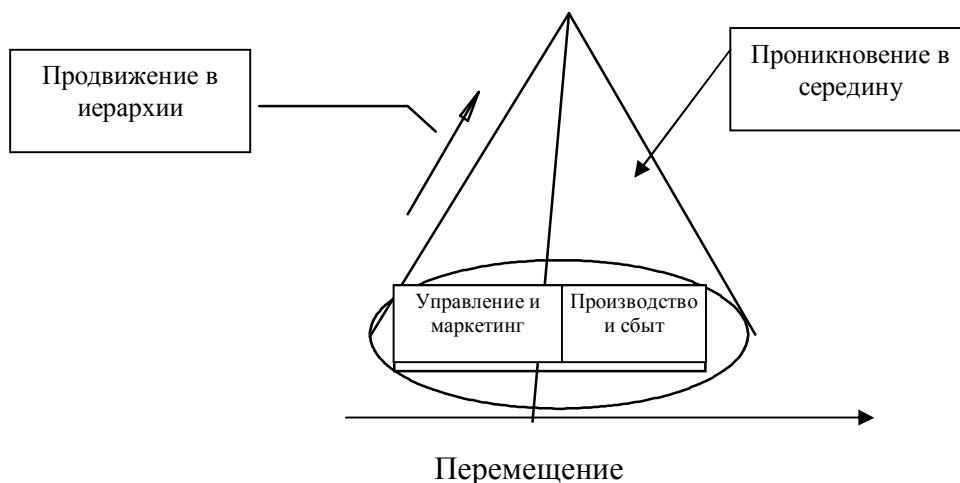 Продвижение в
иерархии
Проникновение в
середину
Управление и
маркетинг
Производство
и сбыт
Перемещение